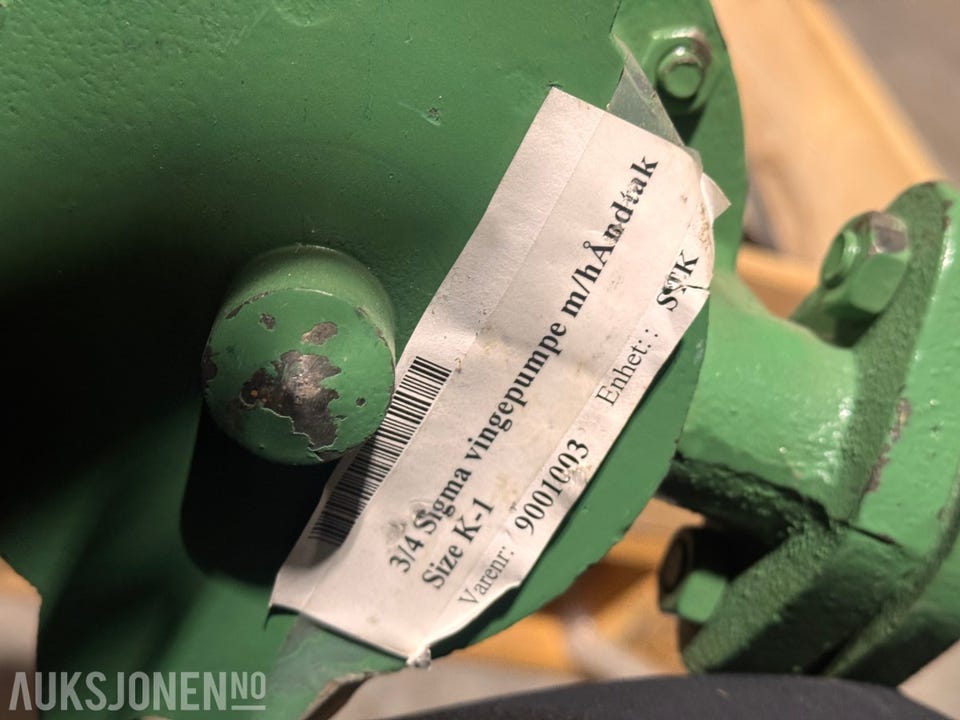 3/4 Sigma vingepumpe m/hÅndtak
Size K-1
Varenr: 9001003 Enhet: : STK
AUKSJONEN.NO